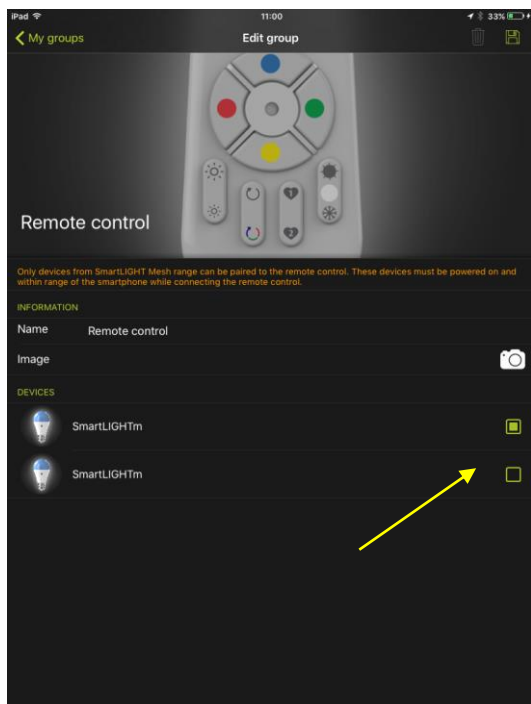 iPad 11:00 33%
My groups Edit group
1
2
Remote control
Only devices from SmartLIGHT Mesh range can be paired to the remote control. These devices must be powered on and
within range of the smartphone while connecting the remote control.
INFORMATION
Name Remote control
Image
DEVICES
SmartLIGHTm
SmartLIGHTm